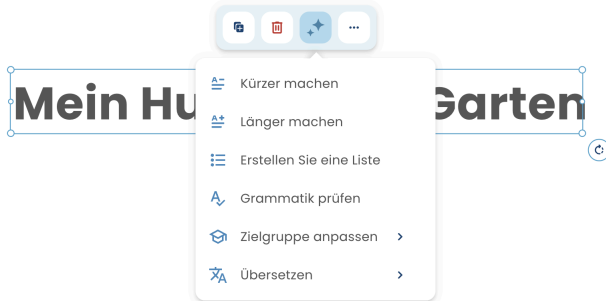 Mein Hu Garten
Kürzer machen
Länger machen
Erstellen Sie eine Liste
Grammatik prüfen
Zielgruppe anpassen
Übersetzen